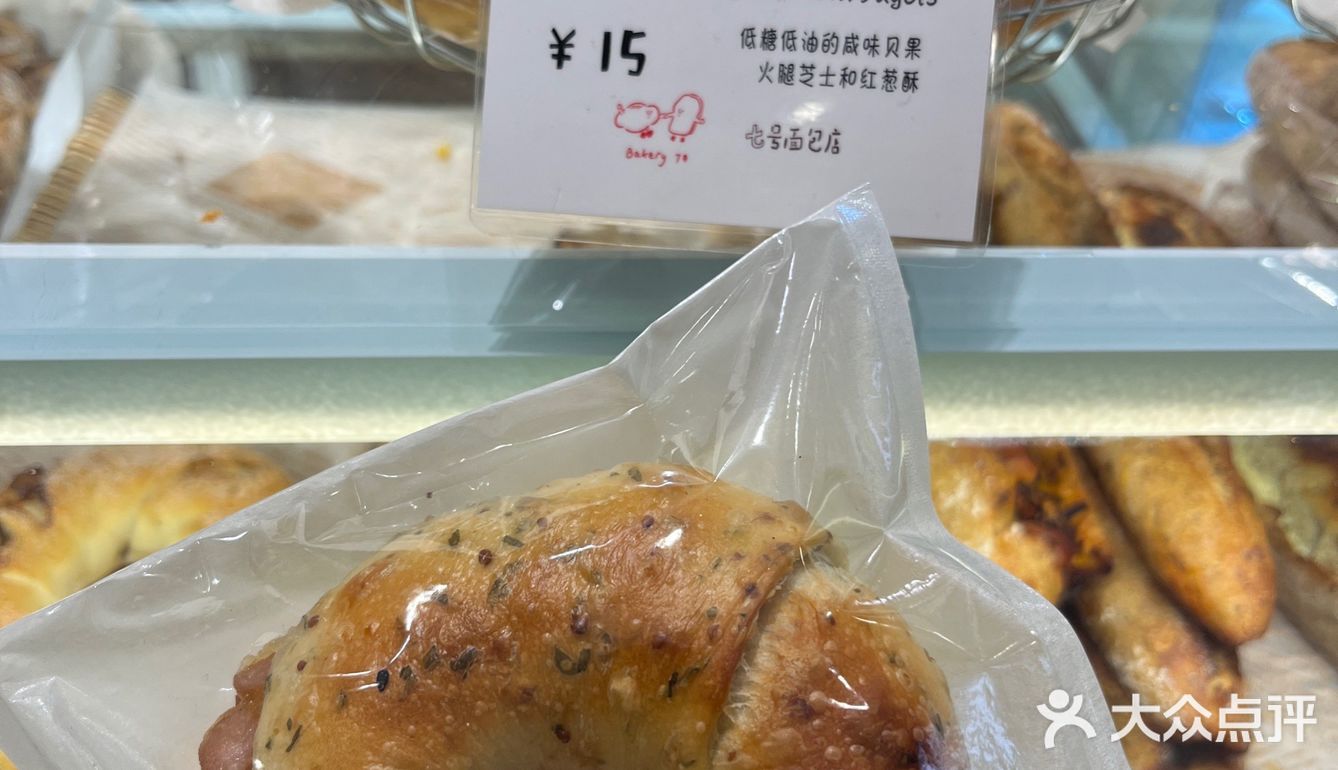 ¥ 15
低糖低油的咸味贝果
火腿芝士和红葱酥
Bakery 70
七号面包店
大众点评